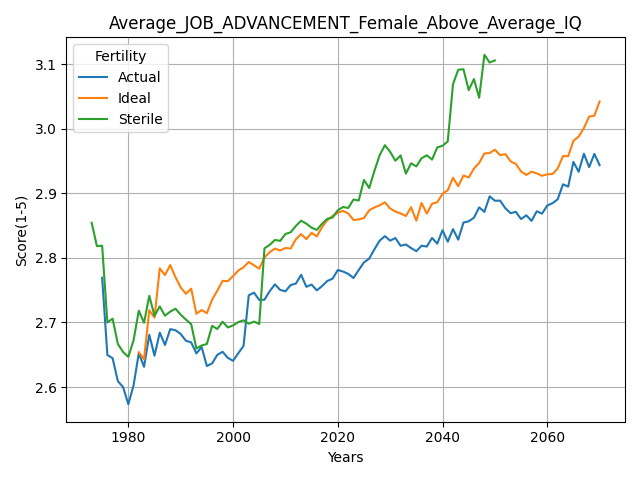 Average_JOB_ADVANCEMENT_Female_Above_Average_IQ
Fertility
Actual
Ideal
Sterile
Score(1-5)
3.1
3.0
2.9
2.8
2.7
2.6
1980 2000 2020 2040 2060
Years